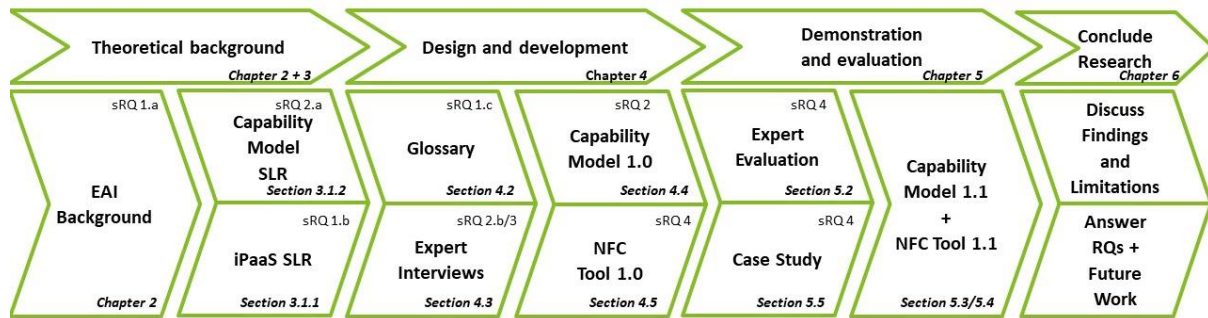 Theoretical background
Chapter 2 + 3
Design and development
Chapter 4
Demonstration
and evaluation
Chapter 5
Conclude
Research
Chapter 6
sRQ 1.a
EAI
Background
Chapter 2
sRQ 2.a
Capability
Model
SLR
Section 3.1.2
sRQ 1.b
iPaaS SLR
Section 3.1.1
sRQ 1.c
Glossary
Section 4.2
sRQ 2.b/3
Expert
Interviews
Section 4.3
sRQ 2
Capability
Model 1.0
Section 4.4
sRQ 4
NFC
Tool 1.0
Section 4.5
sRQ 4
Expert
Evaluation
Section 5.2
sRQ 4
Case Study
Section 5.5
Capability
Model 1.1
+
NFC Tool 1.1
Section 5.3/5.4
Discuss
Findings
and
Limitations
Answer
RQs +
Future
Work